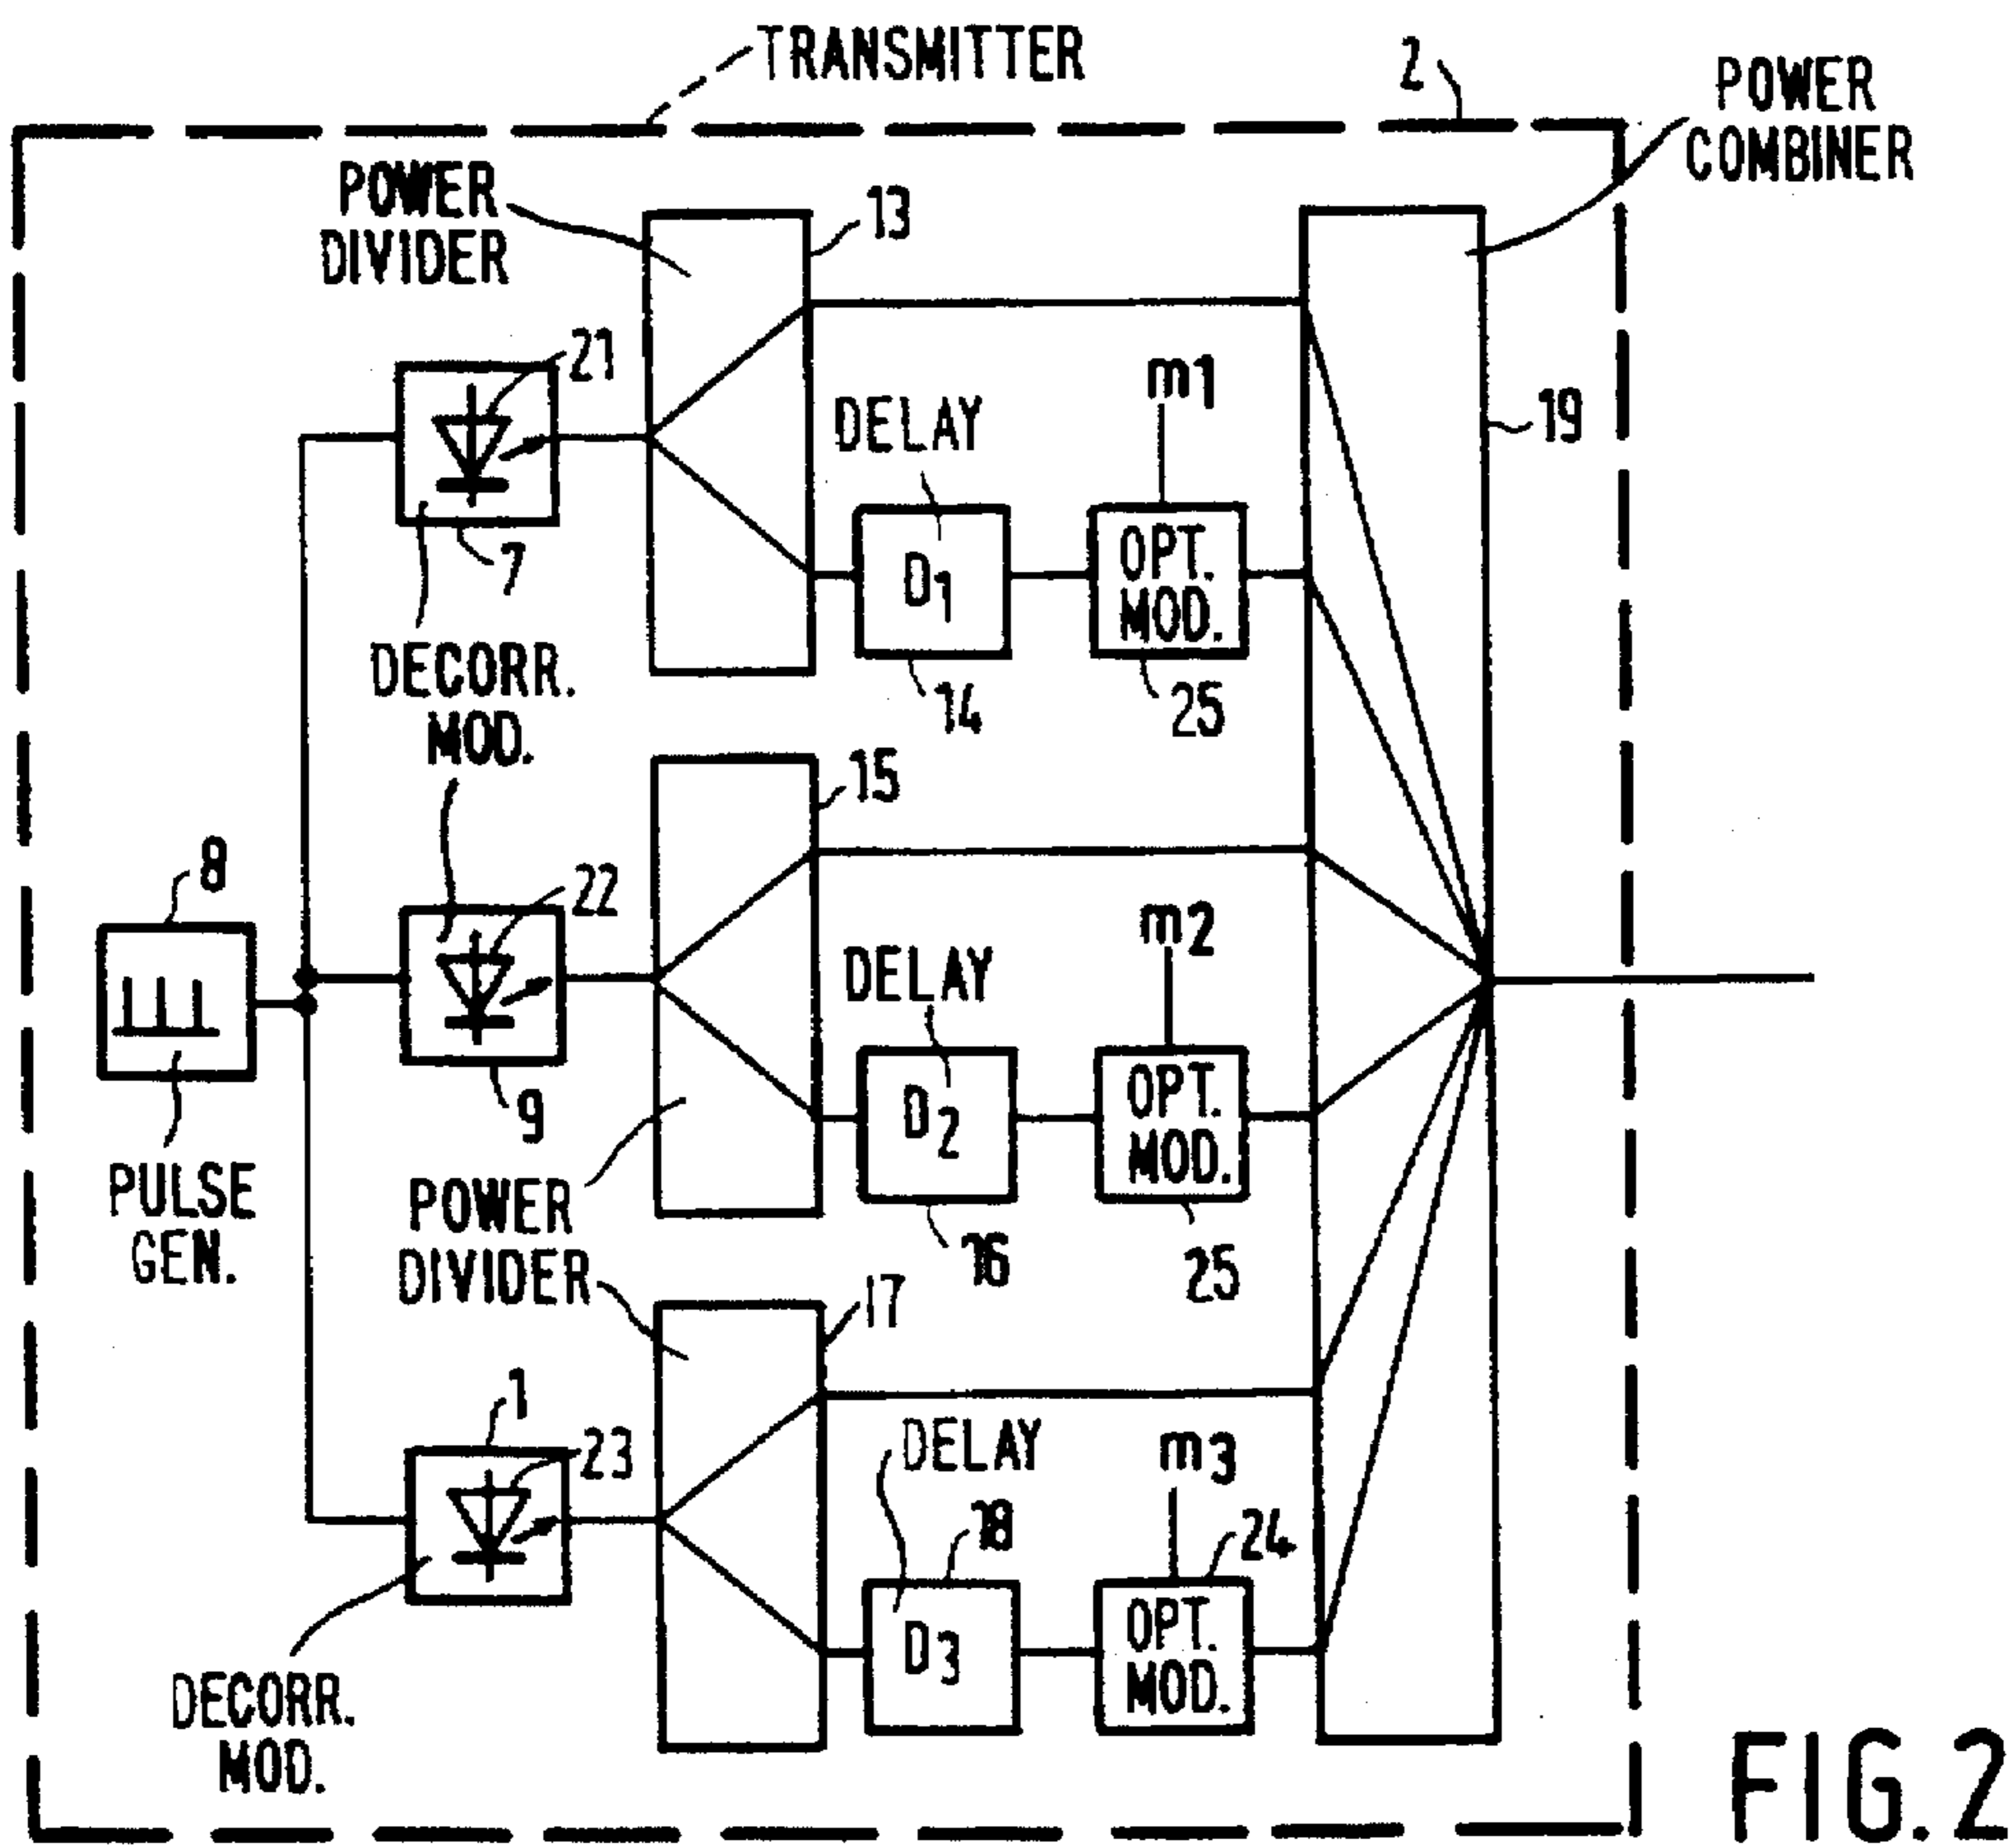 TRANSMITTER
2
POWER
COMBINER
POWER
DIVIDER
13
21
m1
DELAY
19
OPT.
MOD.
D1
7
DECORR.
MOD.
14
25
15
8
22
m2
DELAY
OPT.
MOD.
D2
9
PULSE
GEN.
POWER
DIVIDER
16
25
17
1
23
DELAY
m3
18
24
OPT.
MOD.
D3
DECORR.
MOD.
FIG.2